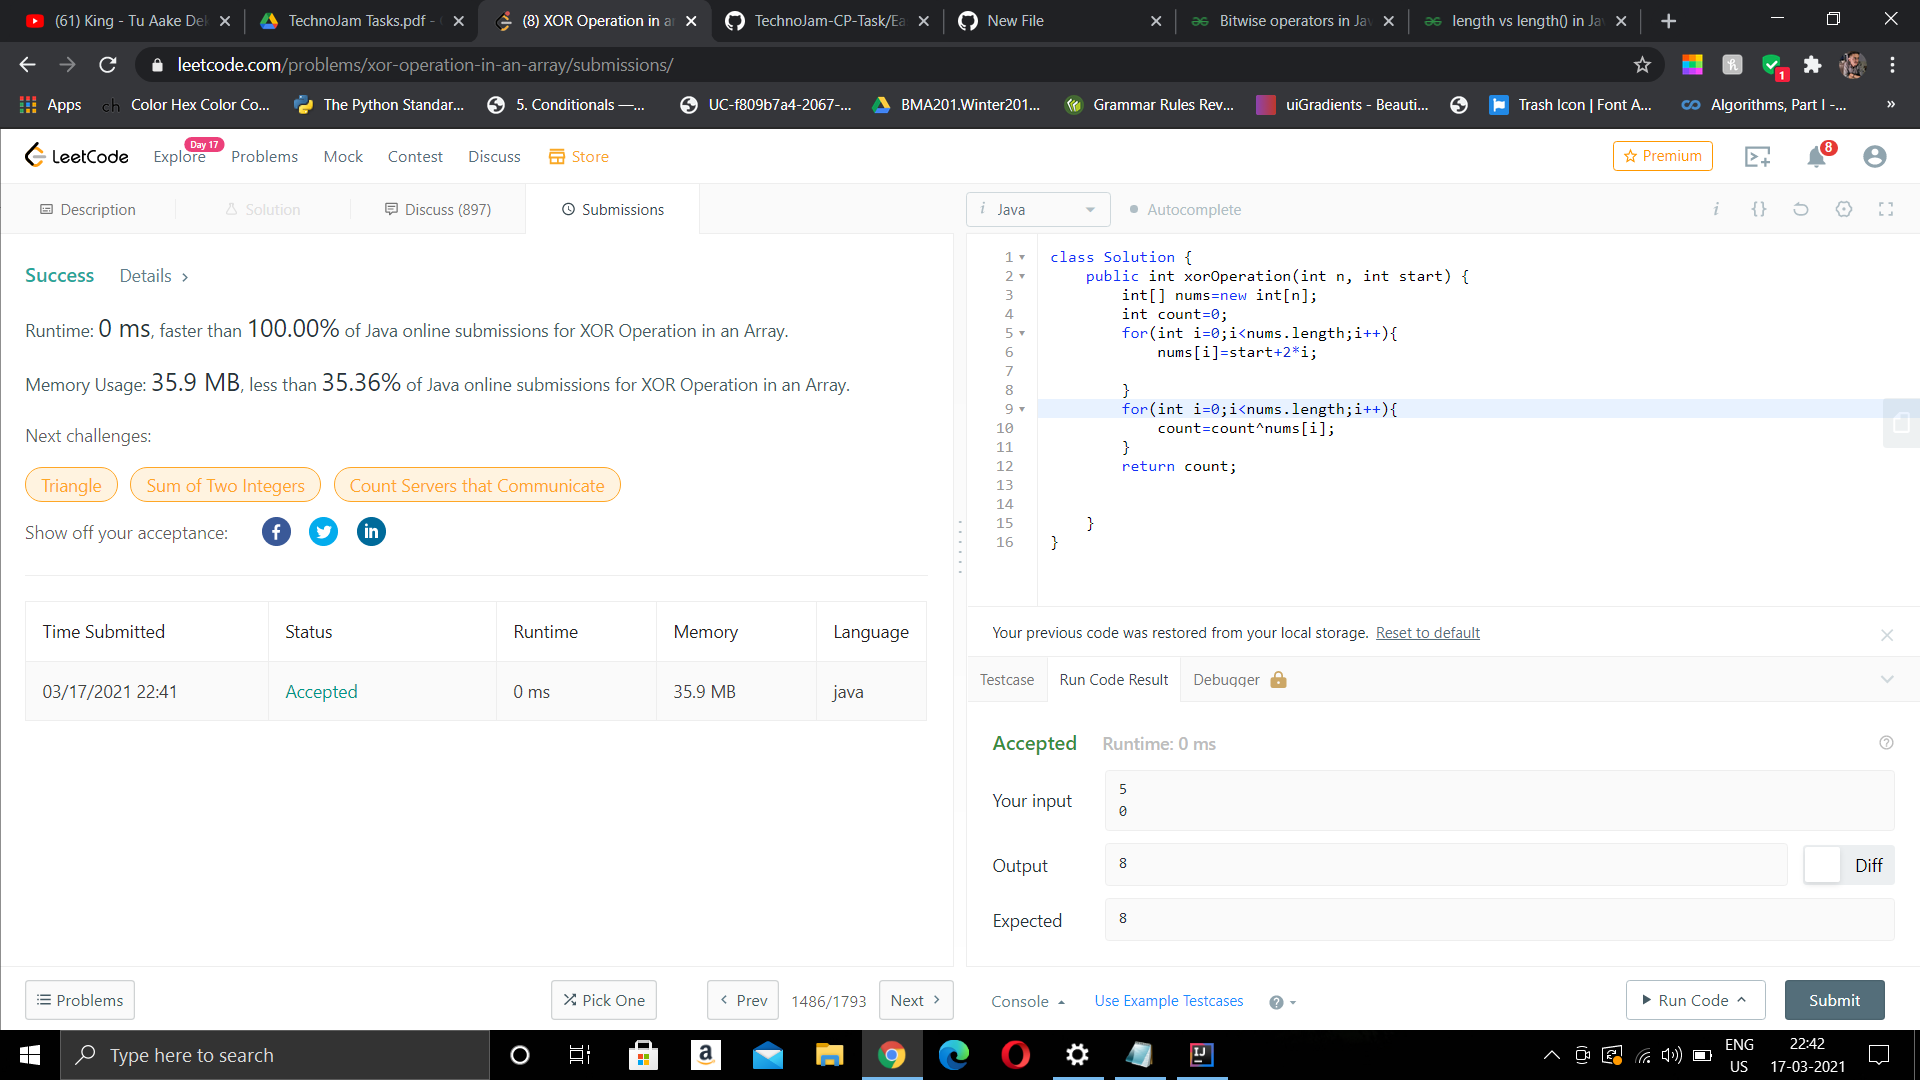 (61) King - Tu Aake Del
TechnoJam Tasks.pdf -
(8) XOR Operation in a
TechnoJam-CP-Task/Ea
New File
Bitwise operators in Jav
length vs length() in Ja
leetcode.com/problems/xor-operation-in-an-array/submissions/
1
Apps
ch Color Hex Color Co...
The Python Standar...
5. Conditionals —...
UC-f809b7a4-2067-...
BMA201.Winter201...
Grammar Rules Rev...
uiGradients - Beauti...
Trash Icon | Font A...
Algorithms, Part I -...
»
LeetCode
Explore
Day 17
Problems
Mock
Contest
Discuss
Store
Premium
8
Description
Solution
Discuss (897)
Submissions
i Java
Autocomplete
i
{}
Success
Details >
Runtime: 0 ms, faster than 100.00% of Java online submissions for XOR Operation in an Array.
Memory Usage: 35.9 MB, less than 35.36% of Java online submissions for XOR Operation in an Array.
Next challenges:
Triangle
Sum of Two Integers
Count Servers that Communicate
Show off your acceptance:
Time Submitted Status Runtime Memory Language
03/17/2021 22:41 Accepted 0 ms 35.9 MB java
1 class Solution {
2 public int xorOperation(int n, int start) {
3 int[] nums=new int[n];
4 int count=0;
5 for(int i=0;i<nums.length;i++){
6 nums[i]=start+2*i;
7
8 }
9 for(int i=0;i<nums.length;i++){
10 count=count^nums[i];
11 }
12 return count;
13
14
15 }
16 }
Your previous code was restored from your local storage. Reset to default
Testcase
Run Code Result
Debugger
Accepted Runtime: 0 ms
Your input
5
0
Output
8
Diff
Expected
8
Problems
Pick One
< Prev
1486/1793
Next >
Console
Use Example Testcases
Run Code
Submit
Type here to search
ENG
US
22:42
17-03-2021